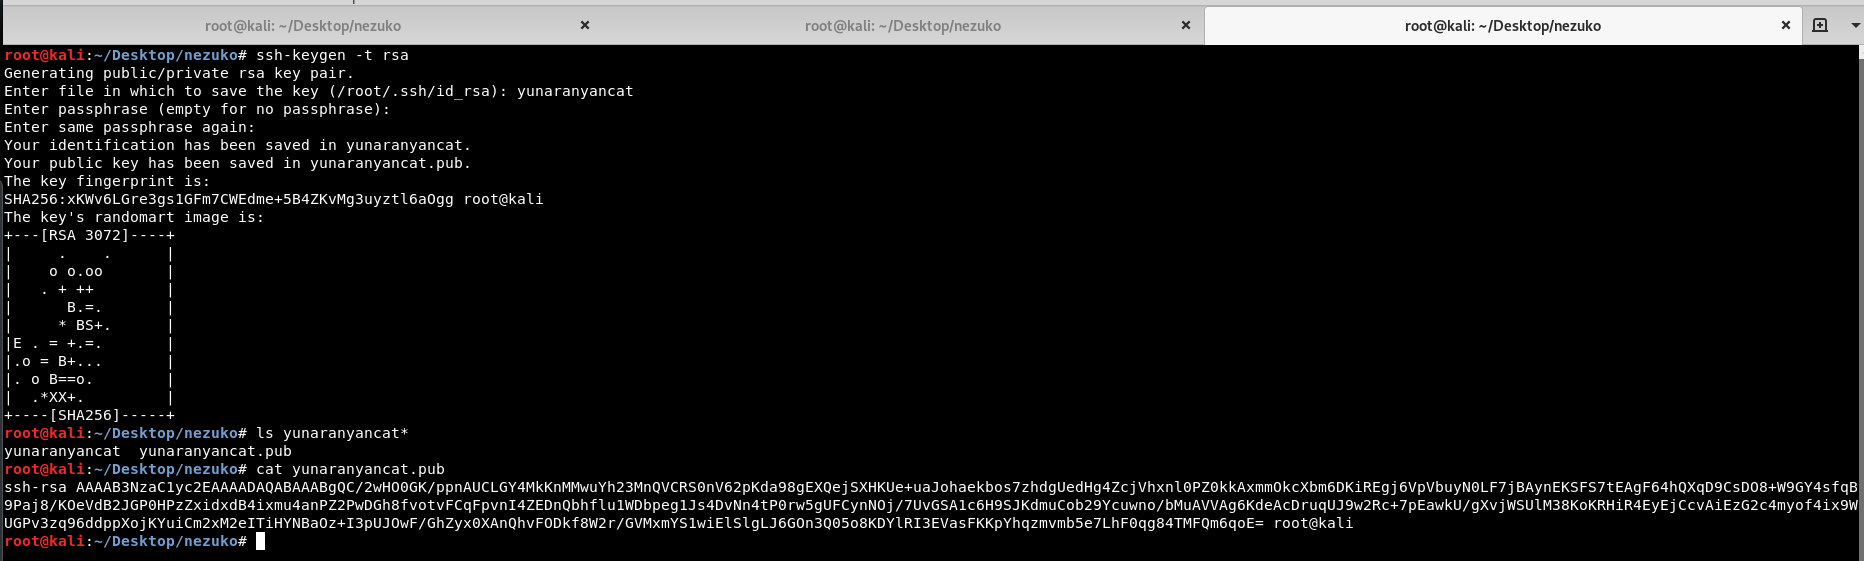 root@kali: ~/Desktop/nezuko root@kali: ~/Desktop/nezuko root@kali: ~/Desktop/nezuko
root@kali:~/Desktop/nezuko# ssh-keygen -t rsa
Generating public/private rsa key pair.
Enter file in which to save the key (/root/.ssh/id_rsa): yunaranyancat
Enter passphrase (empty for no passphrase):
Enter same passphrase again:
Your identification has been saved in yunaranyancat.
Your public key has been saved in yunaranyancat.pub.
The key fingerprint is:
SHA256:xKWv6LGre3gs1GFm7CWEdme+5B4ZKvMg3uyztl6aOgg root@kali
The key's randomart image is:
+---[RSA 3072]----+
|     .    .      |
|    o o.oo       |
|   . + ++        |
|      B.=.       |
|     * BS+.      |
|E . = +.=.       |
|.o = B+...       |
|. o B==o.        |
|  .*XX+.         |
+----[SHA256]-----+
root@kali:~/Desktop/nezuko# ls yunaranyancat*
yunaranyancat  yunaranyancat.pub
root@kali:~/Desktop/nezuko# cat yunaranyancat.pub
ssh-rsa AAAAB3NzaC1yc2EAAAADAQABAAABgQC/2wHO0GK/ppnAUCLGY4MkKnMMwuYh23MnQVCRS0nV62pKda98gEXQejSXHKUe+uaJohaekbos7zhdgUedHg4ZcjVhxnl0PZ0kkAxmmOkcXbm6DKiREgj6VpVbuyN0LF7jBAynEKSFS7tEAgF64hQXqD9CsDO8+W9GY4sfqB
9Paj8/KOeVdB2JGP0HPzZxidxdB4ixmu4anPZ2PwDGh8fvotvFCqFpvnI4ZEDnQbhflu1WDbpeg1Js4DvNn4tP0rw5gUFCynNOj/7UvGSA1c6H9SJKdmuCob29Ycuwno/bMuAVVAg6KdeAcDruqUJ9w2Rc+7pEawkU/gXvjWSUlM38KoKRHiR4EyEjCcvAiEzG2c4myof4ix9W
UGPv3zq96ddppXojKYuiCm2xM2eITiHYNBaOz+I3pUJOwF/GhZyx0XAnQhvFODkf8W2r/GVMxmYS1wiElSlgLJ6GOn3Q05o8KDYlRI3EVasFKKpYhqzmvmb5e7LhF0qg84TMFQm6qoE= root@kali
root@kali:~/Desktop/nezuko#